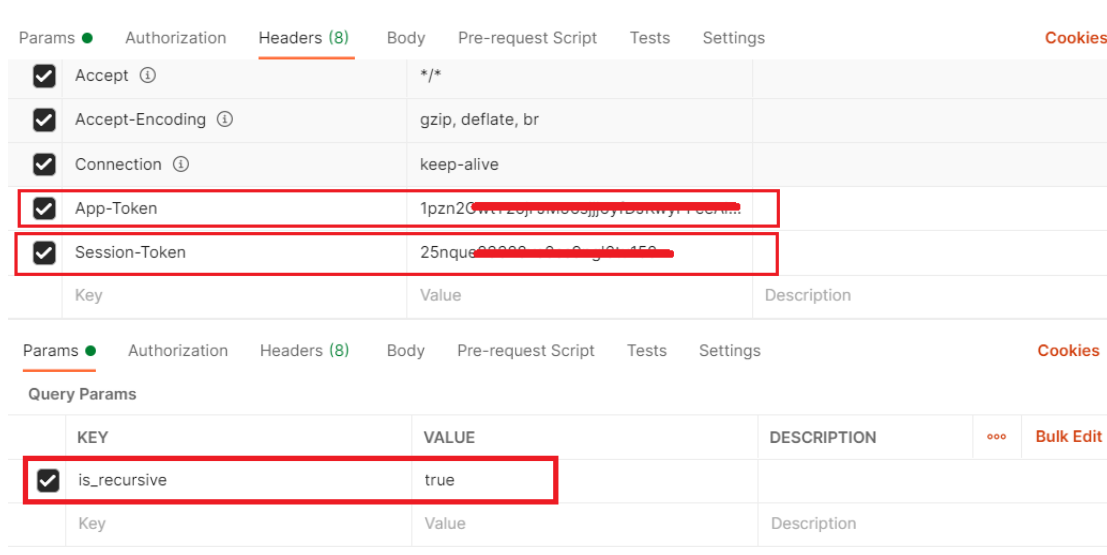 Params Authorization Headers (8) Body Pre-request Script Tests Settings Cookies
Accept */*
Accept-Encoding gzip, deflate, br
Connection keep-alive
App-Token
Session-Token
Key Value Description
Params Authorization Headers (8) Body Pre-request Script Tests Settings Cookies
Query Params
KEY VALUE DESCRIPTION ooo Bulk Edit
is_recursive true
Key Value Description